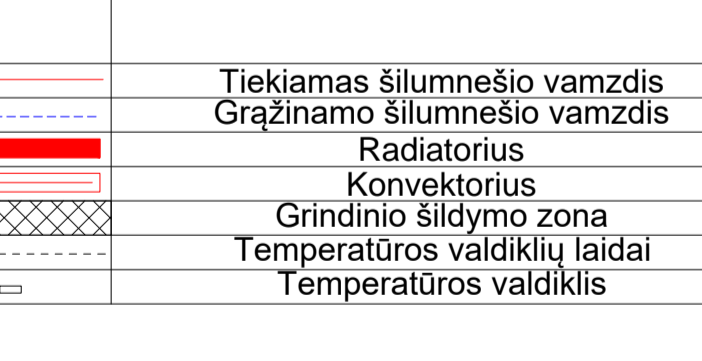 Tiekiamas šilumnešio vamzdis
Grąžinamo šilumnešio vamzdis
Radiatorius
Konvektorius
Grindinio šildymo zona
Temperatūros valdiklių laidai
Temperatūros valdiklis